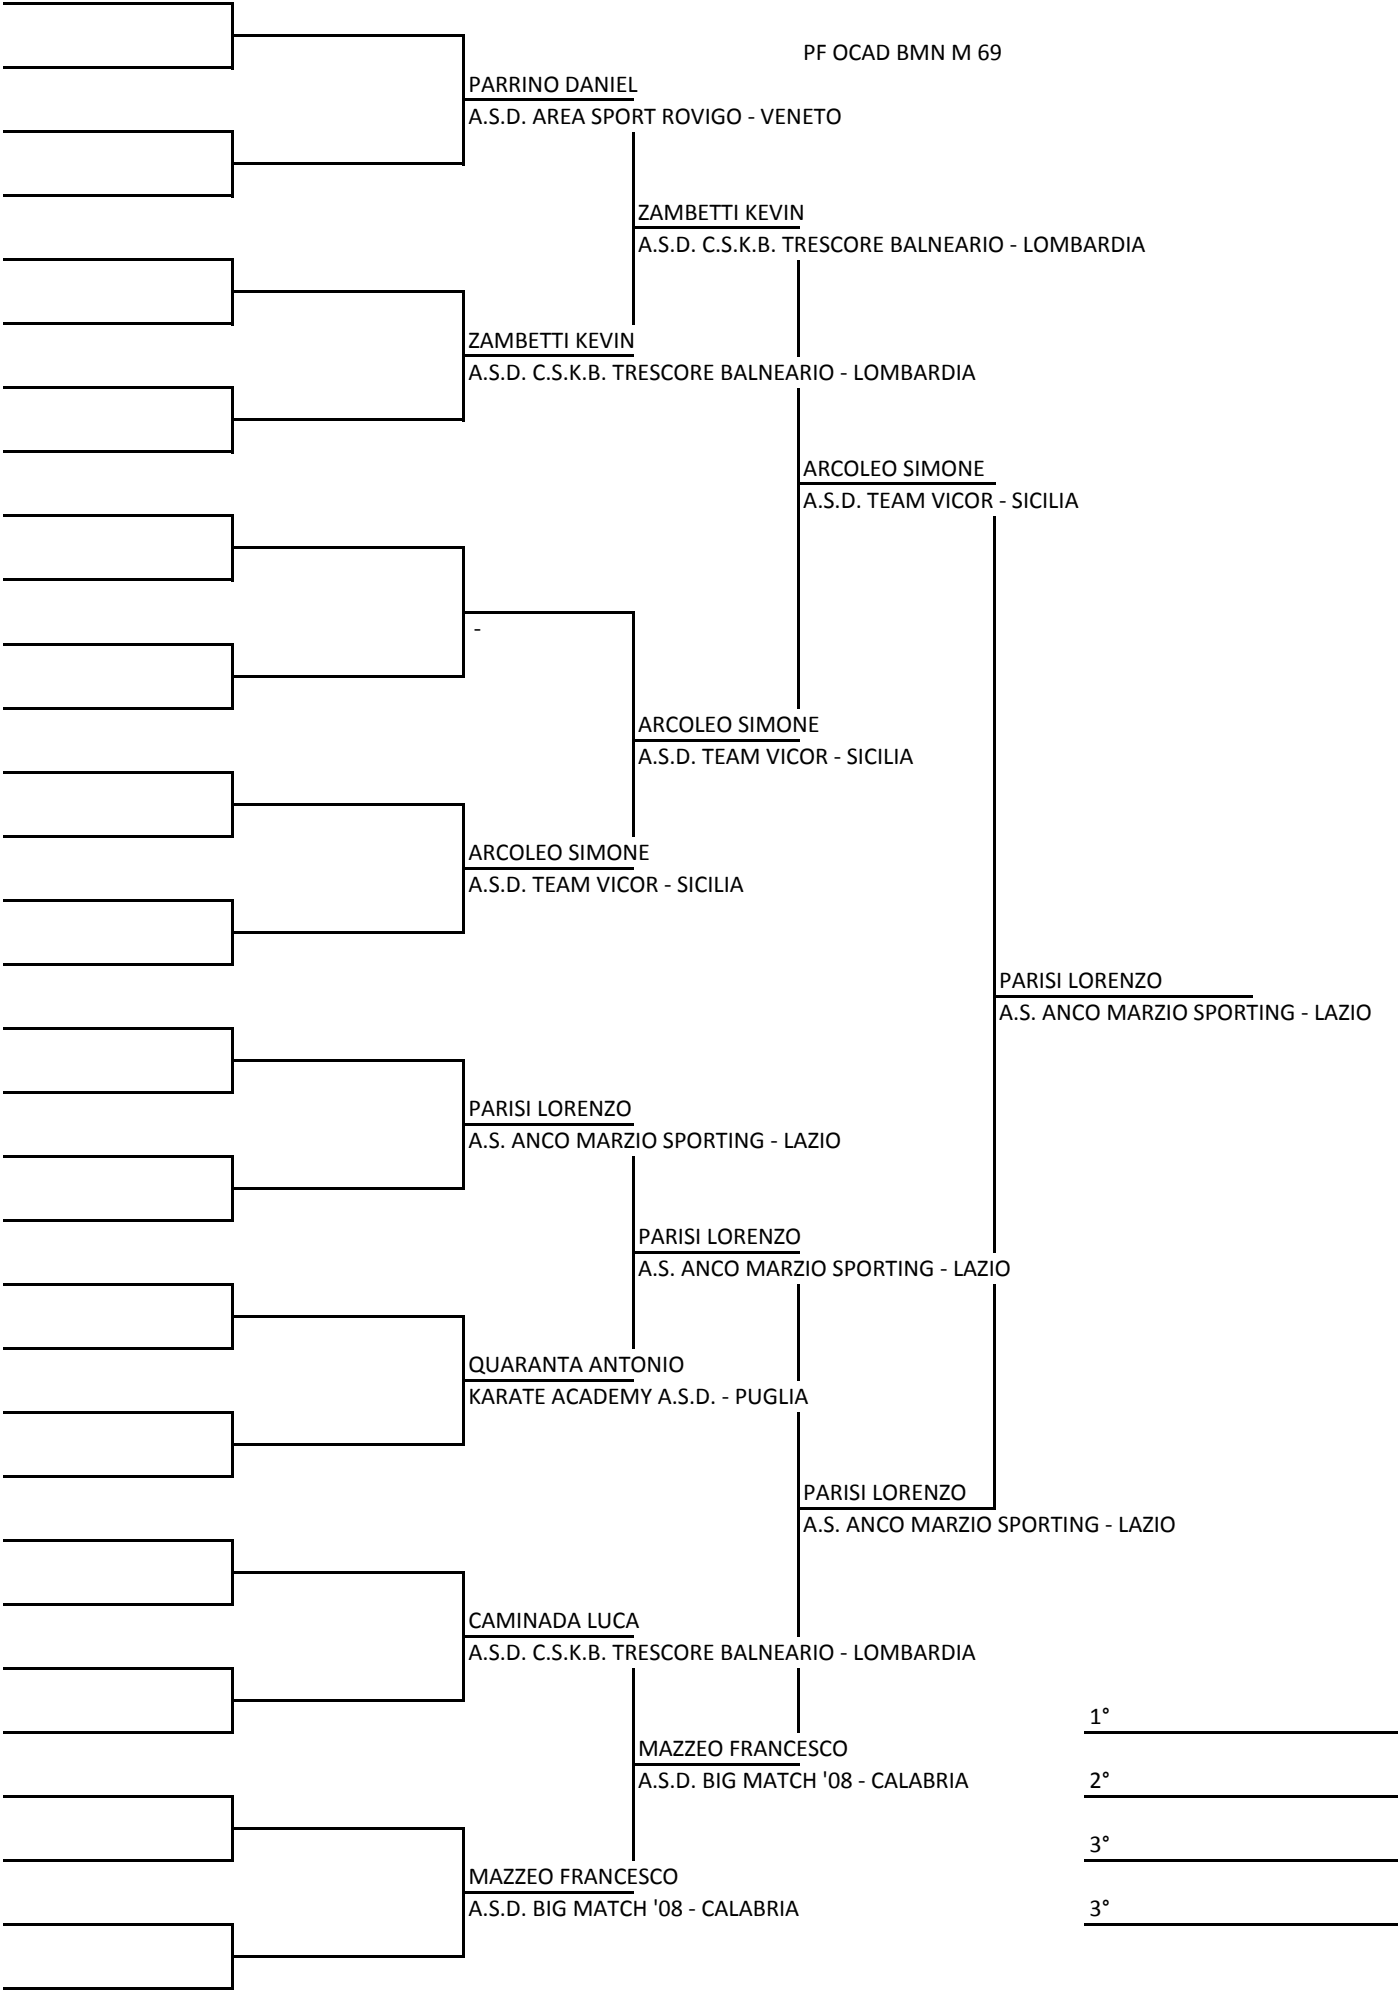 PF OCAD BMN M 69
PARRINO DANIEL
A.S.D. AREA SPORT ROVIGO - VENETO
ZAMBETTI KEVIN
A.S.D. C.S.K.B. TRESCORE BALNEARIO - LOMBARDIA
ZAMBETTI KEVIN
A.S.D. C.S.K.B. TRESCORE BALNEARIO - LOMBARDIA
ARCOLEO SIMONE
A.S.D. TEAM VICOR - SICILIA
-
ARCOLEO SIMONE
A.S.D. TEAM VICOR - SICILIA
ARCOLEO SIMONE
A.S.D. TEAM VICOR - SICILIA
PARISI LORENZO
A.S. ANCO MARZIO SPORTING - LAZIO
PARISI LORENZO
A.S. ANCO MARZIO SPORTING - LAZIO
PARISI LORENZO
A.S. ANCO MARZIO SPORTING - LAZIO
QUARANTA ANTONIO
KARATE ACADEMY A.S.D. - PUGLIA
PARISI LORENZO
A.S. ANCO MARZIO SPORTING - LAZIO
CAMINADA LUCA
A.S.D. C.S.K.B. TRESCORE BALNEARIO - LOMBARDIA
1°
MAZZEO FRANCESCO
A.S.D. BIG MATCH '08 - CALABRIA
2°
3°
MAZZEO FRANCESCO
A.S.D. BIG MATCH '08 - CALABRIA
3°